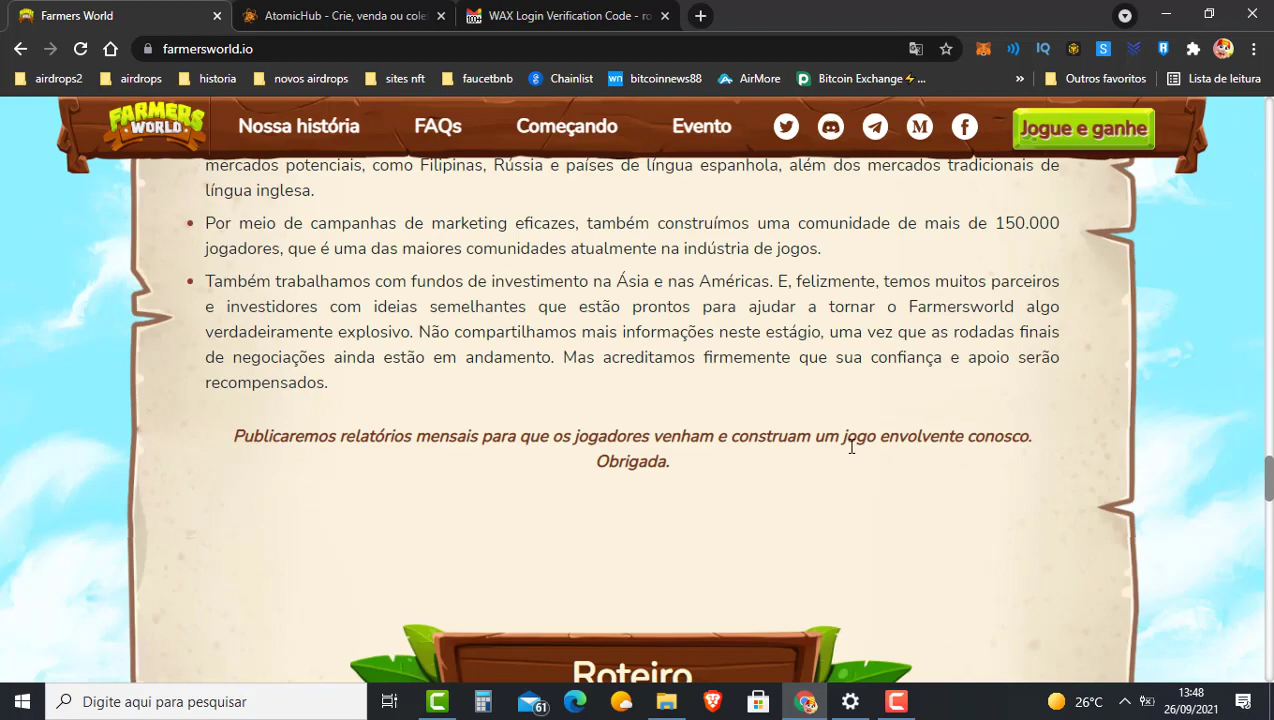 Farmers World
AtomicHub - Crie, venda ou cole
100+
WAX Login Verification Code - ro
farmersworld.io
IQ
S
airdrops2
airdrops
historia
novos airdrops
sites nft
faucetbnb
Chainlist
wn bitcoinnews88
AirMore
Bitcoin Exchange⚡...
»
Outros favoritos
Lista de leitura
FARMERS
WORLD
Nossa história
FAQs
Começando
Evento
M
f
Jogue e ganhe
mercados potenciais, como Filipinas, Rússia e países de língua espanhola, além dos mercados tradicionais de
língua inglesa.
Por meio de campanhas de marketing eficazes, também construímos uma comunidade de mais de 150.000
jogadores, que é uma das maiores comunidades atualmente na indústria de jogos.
Também trabalhamos com fundos de investimento na Ásia e nas Américas. E, felizmente, temos muitos parceiros
e investidores com ideias semelhantes que estão prontos para ajudar a tornar o Farmersworld algo
verdadeiramente explosivo. Não compartilhamos mais informações neste estágio, uma vez que as rodadas finais
de negociações ainda estão em andamento. Mas acreditamos firmemente que sua confiança e apoio serão
recompensados.
Publicaremos relatórios mensais para que os jogadores venham e construam um jogo envolvente conosco.
Obrigada.
Roteiro
Digite aqui para pesquisar
C
61
C
26°C
13:48
26/09/2021